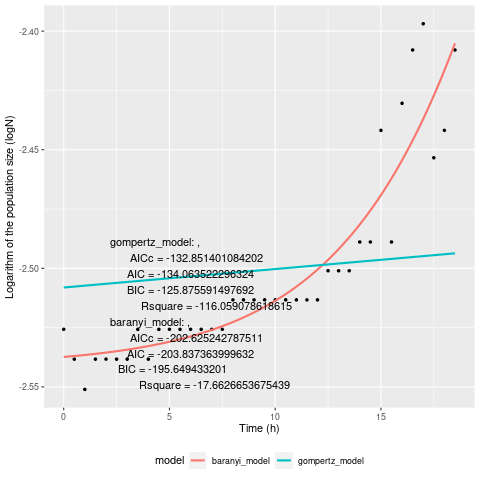 -2.40
-2.45
-2.50
-2.55
Logarithm of the population size (logN)
gompertz_model: ,
AICc = -132.851401084202
AIC = -134.063522296324
BIC = -125.875591497692
Rsquare = -116.059078618615
baranyi_model: ,
AICc = -202.625242787511
AIC = -203.837363999632
BIC = -195.649433201
Rsquare = -17.6626653675439
0 5 10 15
Time (h)
model baranyi_model gompertz_model